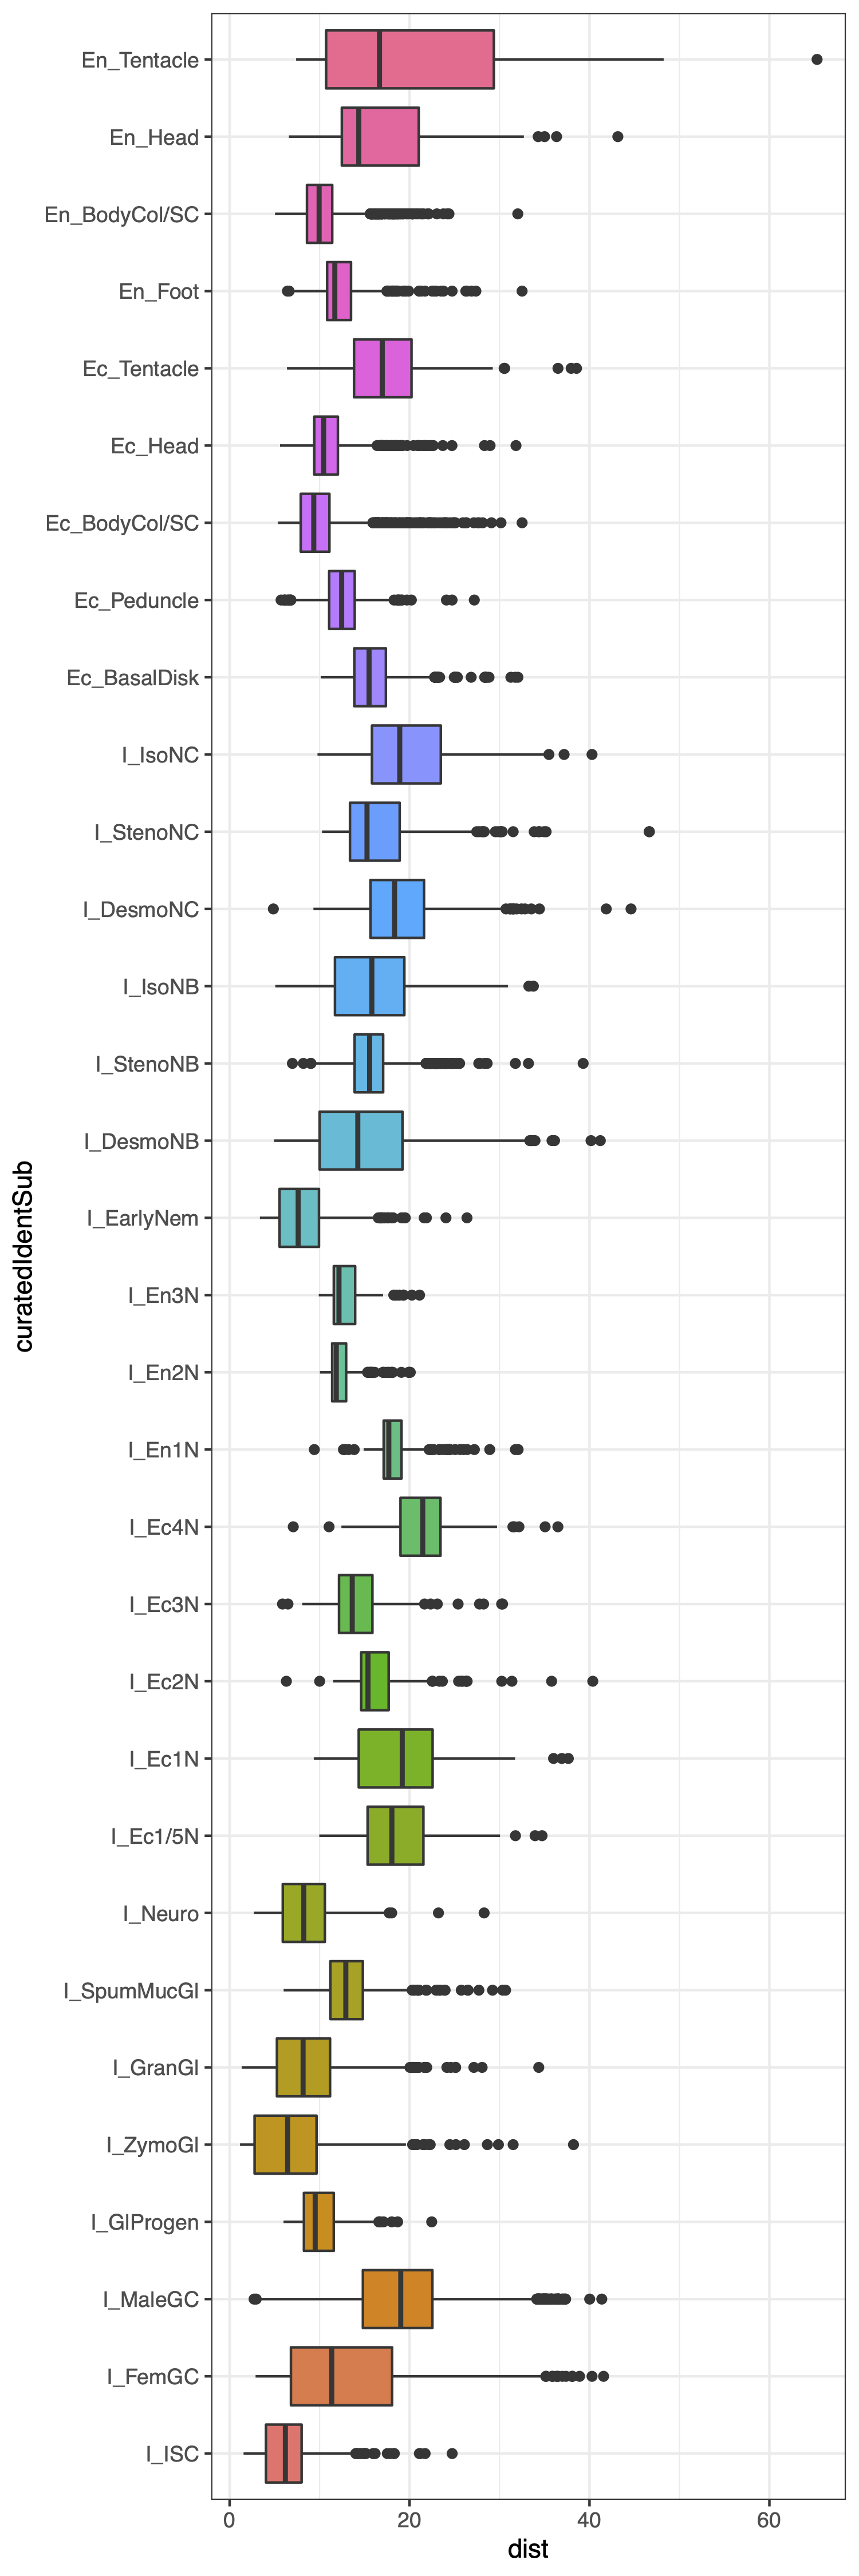 En_Tentacle
En_Head
En_BodyCol/SC
En_Foot
Ec_Tentacle
Ec_Head
Ec_BodyCol/SC
Ec_Peduncle
Ec_BasalDisk
I_IsoNC
I_StenoNC
I_DesmoNC
I_IsoNB
I_StenoNB
I_DesmoNB
I_EarlyNem
I_En3N
I_En2N
I_En1N
I_Ec4N
I_Ec3N
I_Ec2N
I_Ec1N
I_Ec1/5N
I_Neuro
I_SpumMucGl
I_GranGl
I_ZymoGl
I_GlProgen
I_MaleGC
I_FemGC
I_ISC
curatedIdentSub
0 20 40 60
dist